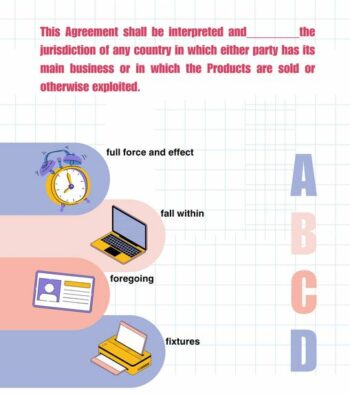 This Agreement shall be interpreted and_________the
jurisdiction of any country in which either party has its
main business or in which the Products are sold or
otherwise exploited.
full force and effect
A
fall within
B
foregoing
C
fixtures
D